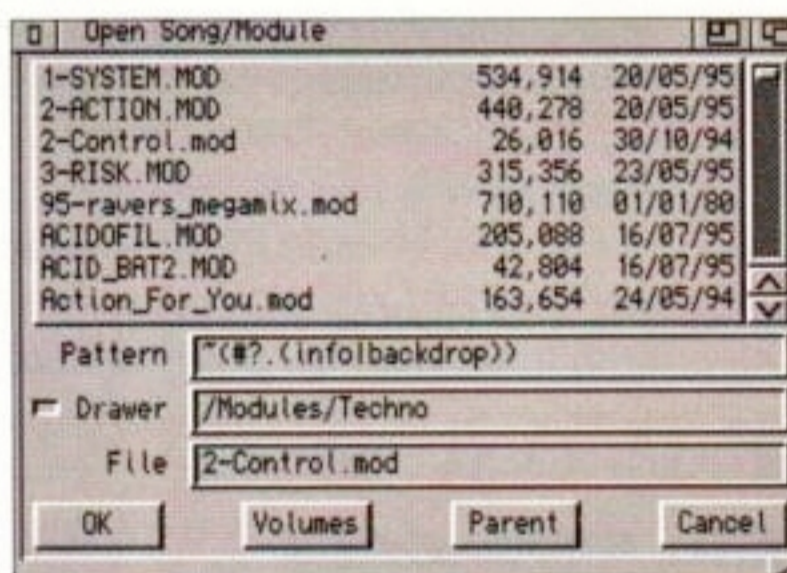 Open Song/Module
1-SYSTEM.MOD 534,914 20/05/95
2-ACTION.MOD 440,278 20/05/95
2-Control.mod 26,016 30/10/94
3-RISK.MOD 315,356 23/05/95
95-ravers_megamix.mod 710,110 01/01/80
ACIDOFIL.MOD 205,088 16/07/95
ACID_BAT2.MOD 42,804 16/07/95
Action_For_You.mod 163,654 24/05/94
Pattern ~(#?.(info|backdrop))
Drawer /Modules/Techno
File 2-Control.mod
OK Volumes Parent Cancel